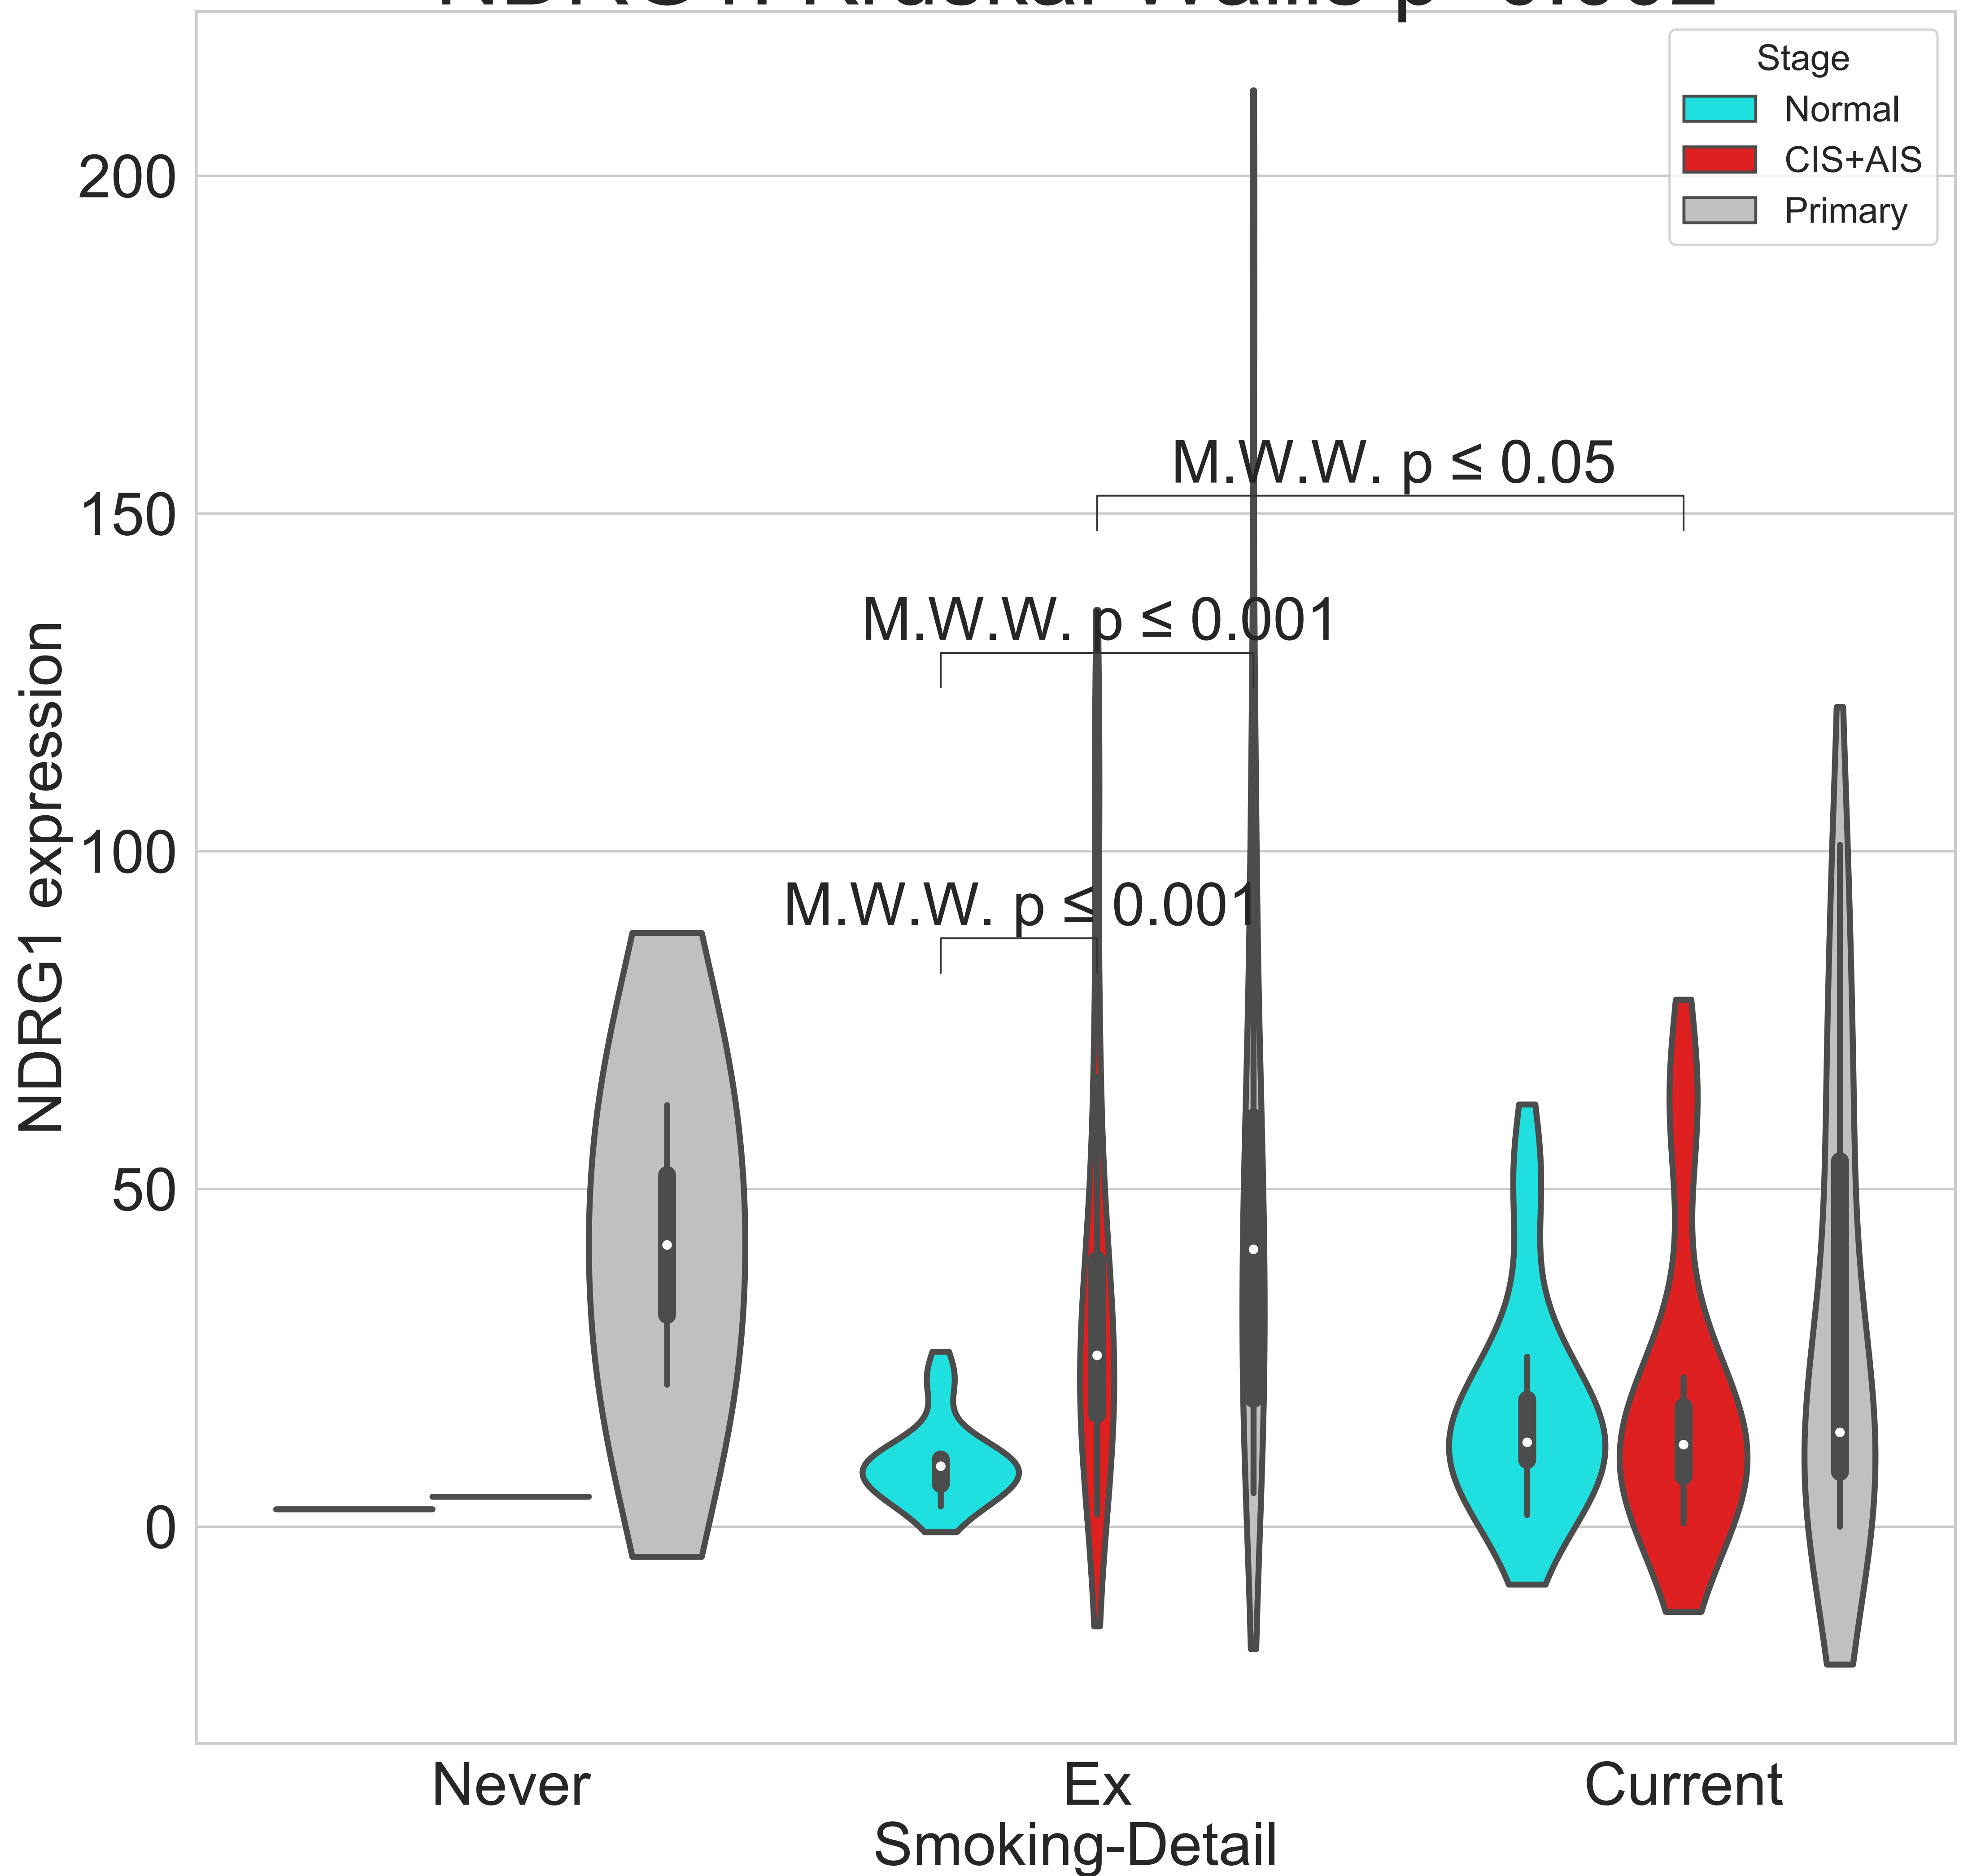 Stage
Normal
CIS+AIS
Primary
200
150
100
50
0
NDRG1 expression
M.W.W. p ≤ 0.05
M.W.W. p ≤ 0.001
M.W.W. p ≤ 0.001
Never
Ex
Current
Smoking-Detail